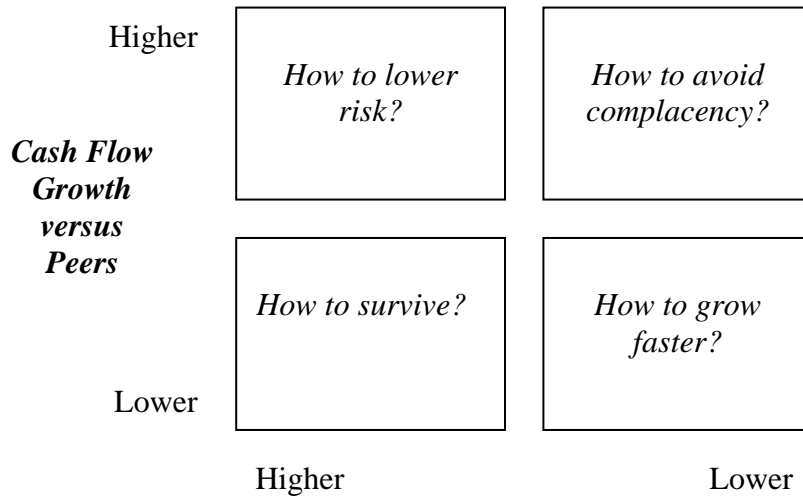 Higher
How to lower
risk?
How to avoid
complacency?
Cash Flow
Growth
versus
Peers
How to survive?
How to grow
faster?
Lower
Higher
Lower